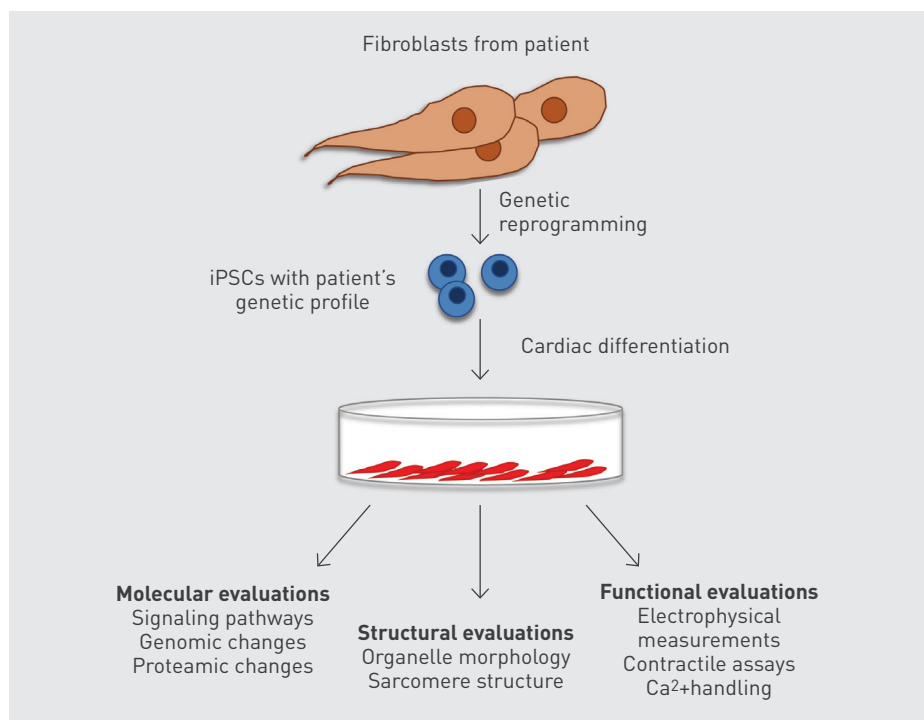 Fibroblasts from patient
Genetic
reprogramming
iPSCs with patient's
genetic profile
Cardiac differentiation
Molecular evaluations
Signaling pathways
Genomic changes
Proteamic changes
Structural evaluations
Organelle morphology
Sarcomere structure
Functional evaluations
Electrophysical
measurements
Contractile assays
Ca²⁺handling